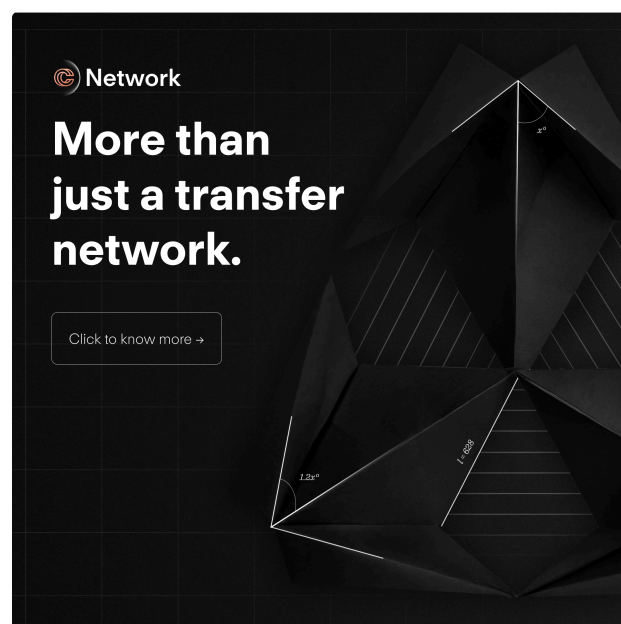 Network
More than
just a transfer
network.
Click to know more →
x°
l = 628
1.2x°